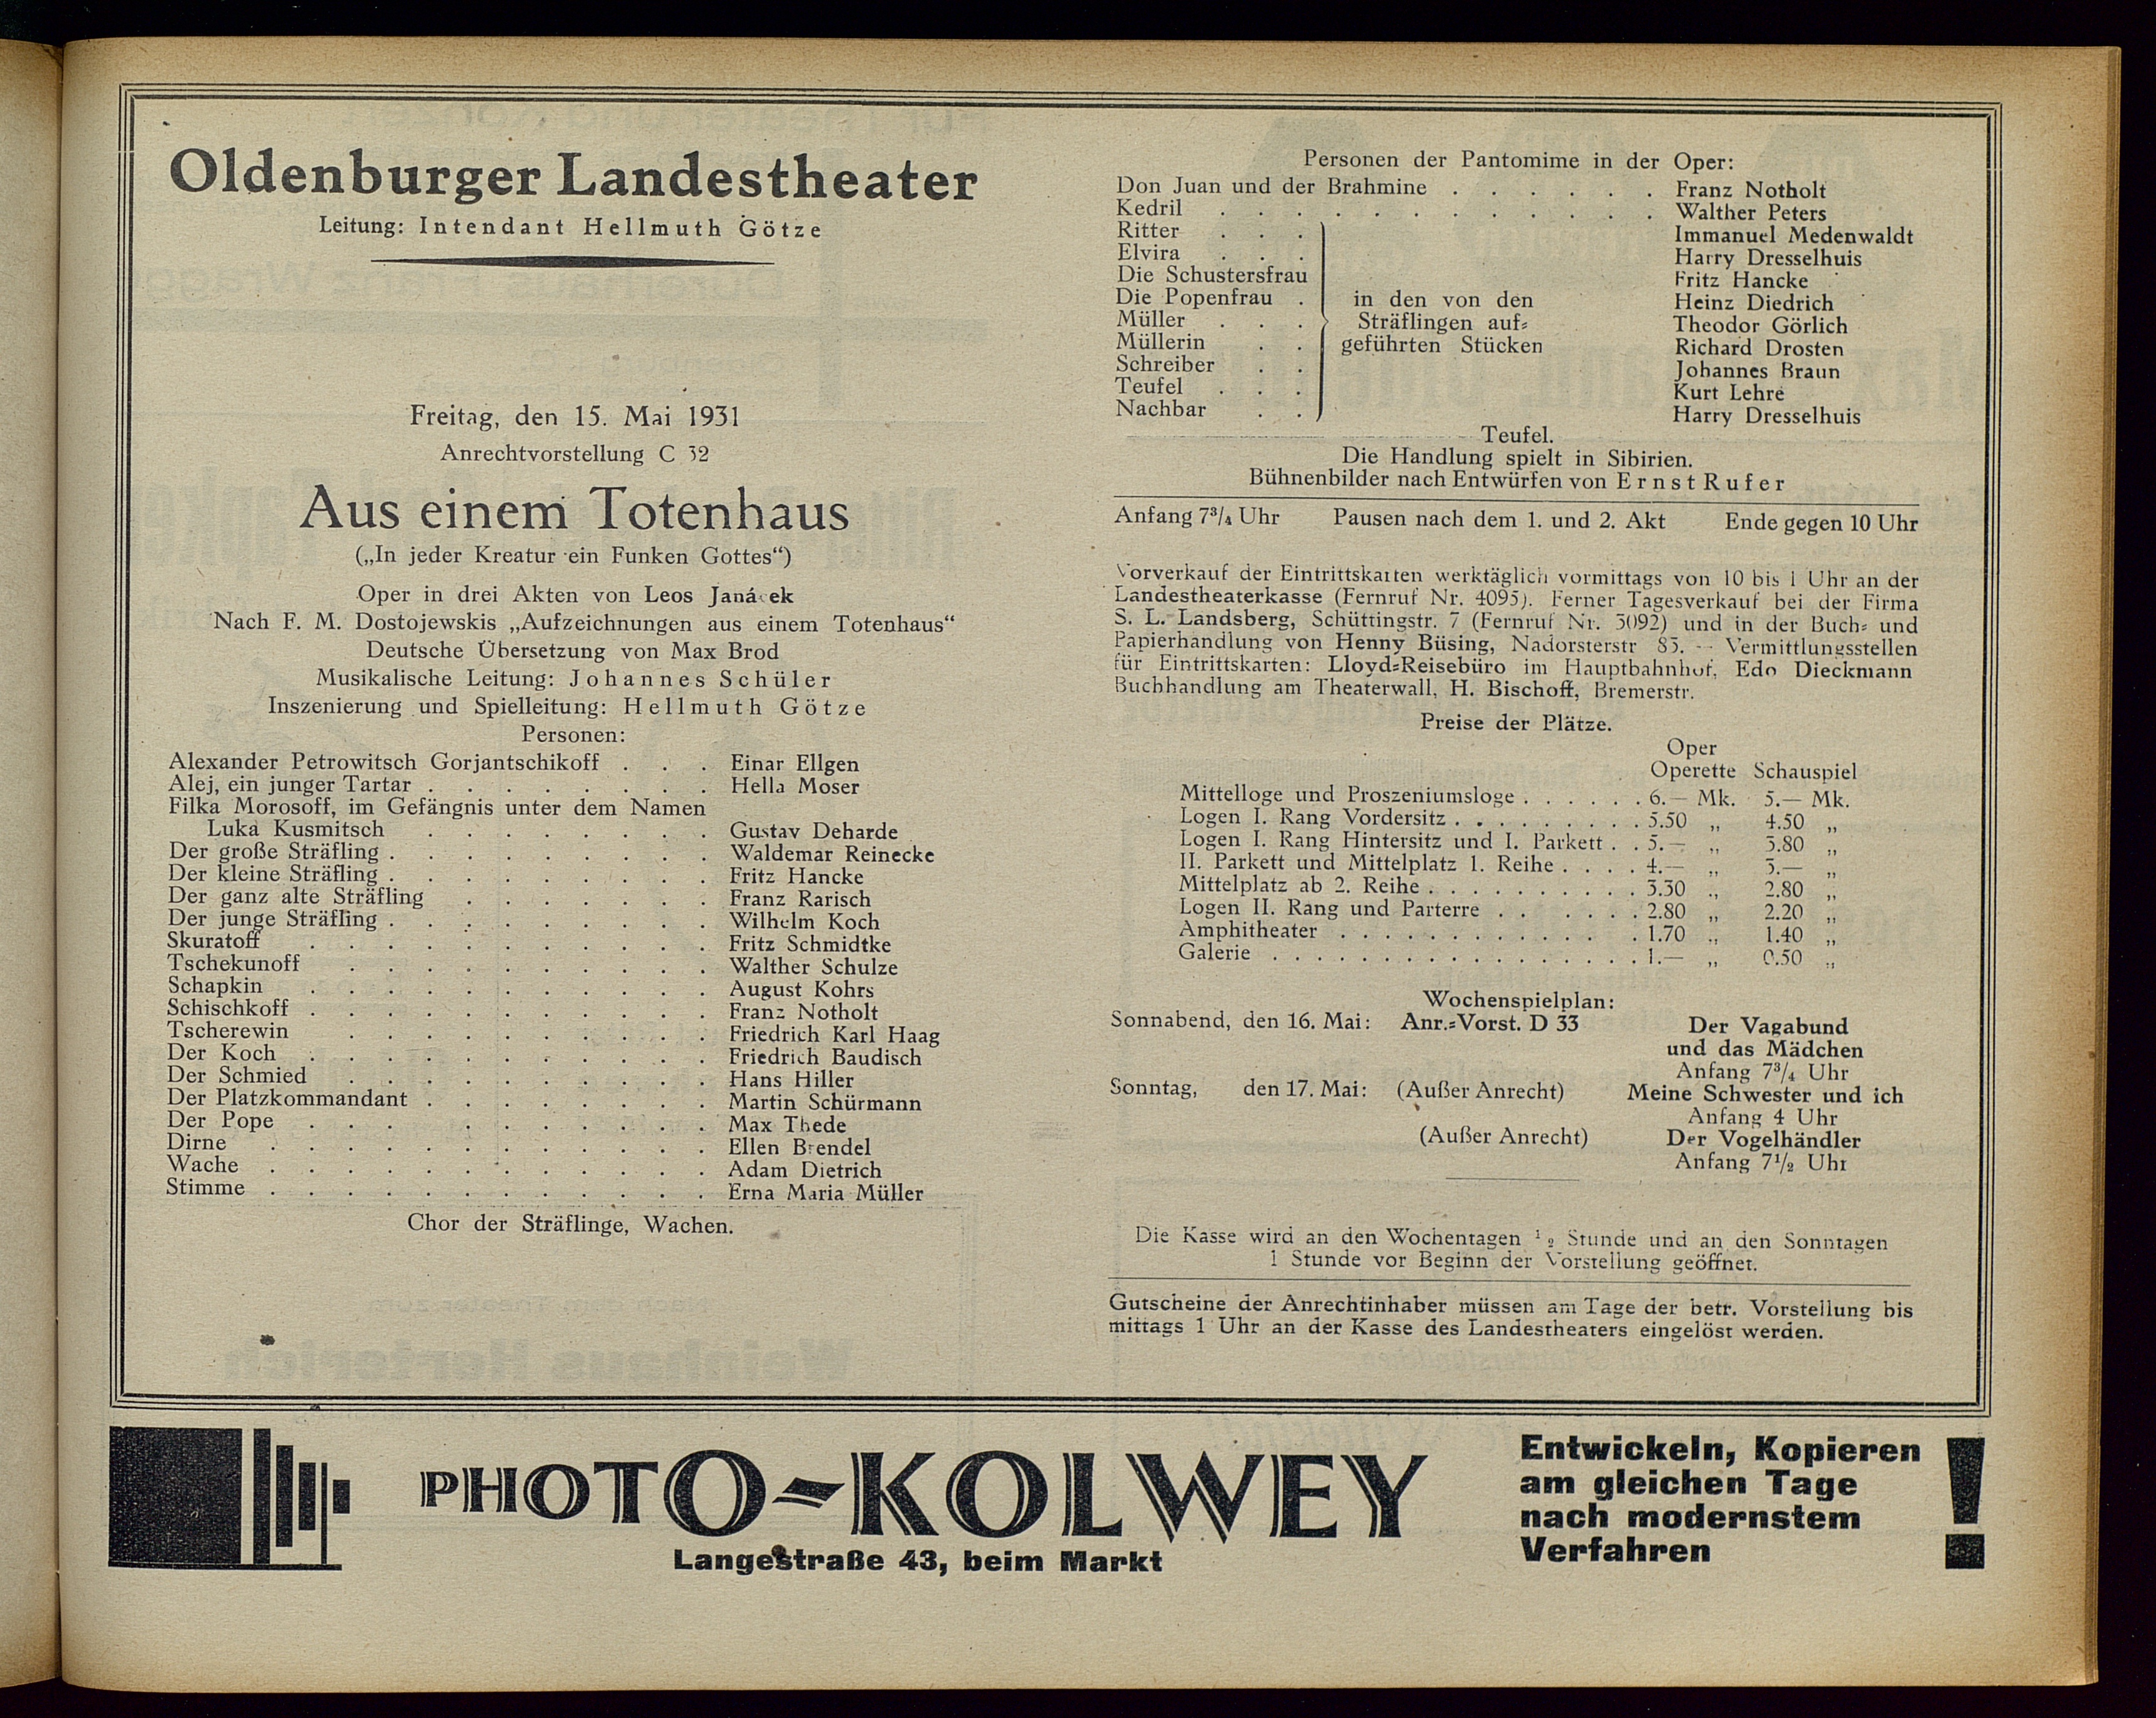 Oldenburger Landestheater
Leitung: Intendant Hellmuth Götze
Freitag, den 15. Mai 1931
Anrechtvorstellung C 32
Aus einem Totenhaus
(„In jeder Kreatur ein Funken Gottes“)
Oper in drei Akten von Leos Janácek
Nach F. M. Dostojewskis „Aufzeichnungen aus einem Totenhaus“
Deutsche Übersetzung von Max Brod
Musikalische Leitung: Johannes Schüler
Inszenierung und Spielleitung: Hellmuth Götze
Personen:
Alexander Petrowitsch Gorjantschikoff . . . Einar Ellgen
Alej, ein junger Tartar . . . . . . . . Hella Moser
Filka Morosoff, im Gefängnis unter dem Namen
Luka Kusmitsch . . . . . . . . Gustav Deharde
Der große Sträfling . . . . . . . . . Waldemar Reinecke
Der kleine Sträfling . . . . . . . . . Fritz Hancke
Der ganz alte Sträfling . . . . . . . Franz Rarisch
Der junge Sträfling . . . . . . . . . Wilhelm Koch
Skuratoff . . . . . . . . . . . Fritz Schmidtke
Tschekunoff . . . . . . . . . . Walther Schulze
Schapkin . . . . . . . . . . . August Kohrs
Schischkoff . . . . . . . . . . . Franz Notholt
Tscherewin . . . . . . . . . . Friedrich Karl Haag
Der Koch . . . . . . . . . . . Friedrich Baudisch
Der Schmied . . . . . . . . . . Hans Hiller
Der Platzkommandant . . . . . . . . Martin Schürmann
Der Pope . . . . . . . . . . Max Thede
Dirne . . . . . . . . . . . . Ellen Brendel
Wache . . . . . . . . . . . . Adam Dietrich
Stimme . . . . . . . . . . . . Erna Maria Müller
Chor der Sträflinge, Wachen.
Personen der Pantomime in der Oper:
Don Juan und der Brahmine . . . . . . Franz Notholt
Kedril . . . . . . . . . . . . Walther Peters
Ritter . . . Immanuel Medenwaldt
Elvira . . . Harry Dresselhuis
Die Schustersfrau Fritz Hancke
Die Popenfrau . in den von den Heinz Diedrich
Müller . . . Sträflingen auf= Theodor Görlich
Müllerin . . geführten Stücken Richard Drosten
Schreiber . . Johannes Braun
Teufel . . . Kurt Lehre
Nachbar . . Harry Dresselhuis
Teufel.
Die Handlung spielt in Sibirien.
Bühnenbilder nach Entwürfen von Ernst Rufer
Anfang 7³/₄ Uhr Pausen nach dem 1. und 2. Akt Ende gegen 10 Uhr
Vorverkauf der Eintrittskarten werktäglich vormittags von 10 bis 1 Uhr an der
Landestheaterkasse (Fernruf Nr. 4095). Ferner Tagesverkauf bei der Firma
S. L. Landsberg, Schüttingstr. 7 (Fernruf Nr. 3092) und in der Buch= und
Papierhandlung von Henny Büsing, Nadorsterstr 83. — Vermittlungsstellen
für Eintrittskarten: Lloyd=Reisebüro im Hauptbahnhof, Edo Dieckmann
Buchhandlung am Theaterwall, H. Bischoff, Bremerstr.
Preise der Plätze.
Oper
Operette Schauspiel
Mittelloge und Proszeniumsloge . . . . . . 6.— Mk. 5.— Mk.
Logen I. Rang Vordersitz . . . . . . . . . 5.50 „ 4.50 „
Logen I. Rang Hintersitz und I. Parkett . . 5.— „ 3.80 „
II. Parkett und Mittelplatz 1. Reihe . . . . 4.— „ 3.— „
Mittelplatz ab 2. Reihe . . . . . . . . . . 3.30 „ 2.80 „
Logen II. Rang und Parterre . . . . . . . 2.80 „ 2.20 „
Amphitheater . . . . . . . . . . . . . 1.70 „ 1.40 „
Galerie . . . . . . . . . . . . . . . . . 1.— „ 0.50 „
Wochenspielplan:
Sonnabend, den 16. Mai: Anr.=Vorst. D 33 Der Vagabund
und das Mädchen
Anfang 7³/₄ Uhr
Sonntag, den 17. Mai: (Außer Anrecht) Meine Schwester und ich
Anfang 4 Uhr
(Außer Anrecht) Der Vogelhändler
Anfang 7¹/₂ Uhr
Die Kasse wird an den Wochentagen ¹/₂ Stunde und an den Sonntagen
1 Stunde vor Beginn der Vorstellung geöffnet.
Gutscheine der Anrechtinhaber müssen am Tage der betr. Vorstellung bis
mittags 1 Uhr an der Kasse des Landestheaters eingelöst werden.
PHOTO=KOLWEY
Langestraße 43, beim Markt
Entwickeln, Kopieren
am gleichen Tage
nach modernstem
Verfahren !